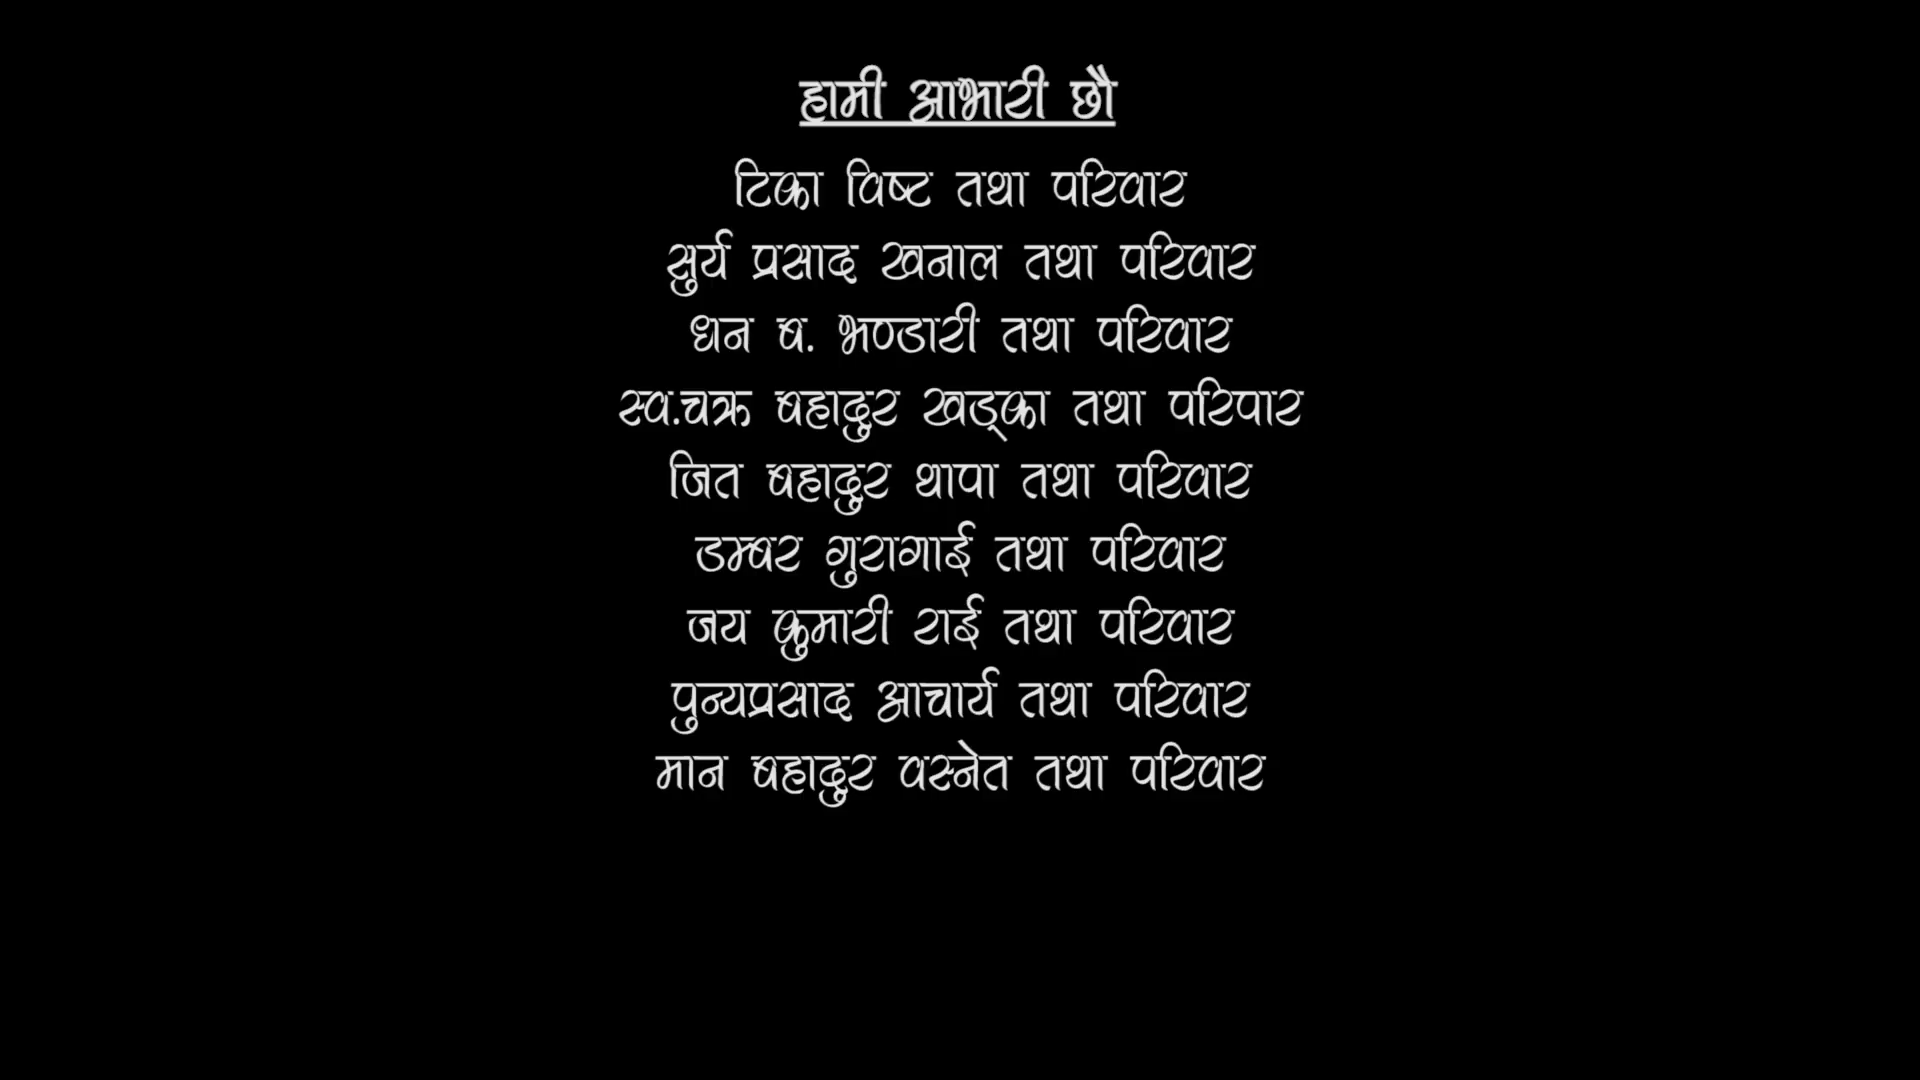 हामी आभारी छौ
टिका विष्ट तथा परिवार
सुर्य प्रसाद खनाल तथा परिवार
धन ब. भण्डारी तथा परिवार
स्व.चक्र बहादुर खड्का तथा परिपार
जित बहादुर थापा तथा परिवार
डम्बर गुरागाई तथा परिवार
जय कुमारी राई तथा परिवार
पुन्यप्रसाद आचार्य तथा परिवार
मान बहादुर वस्नेत तथा परिवार